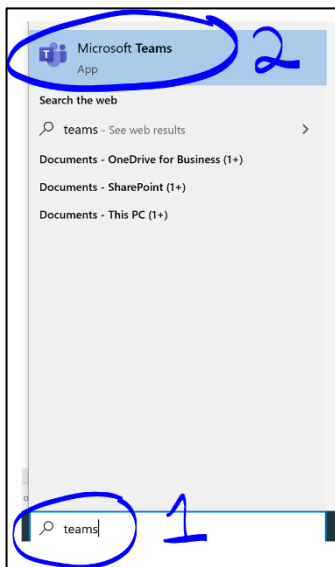 Microsoft Teams
2
App
Search the web
teams - See web results
Documents - OneDrive for Business (1+)
Documents - SharePoint (1+)
Documents - This PC (1+)
1
teams